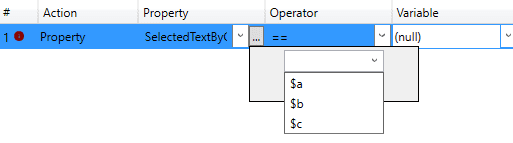 # Action Property Operator Variable
1 Property SelectedTextBy ... == (null)
$a
$b
$c